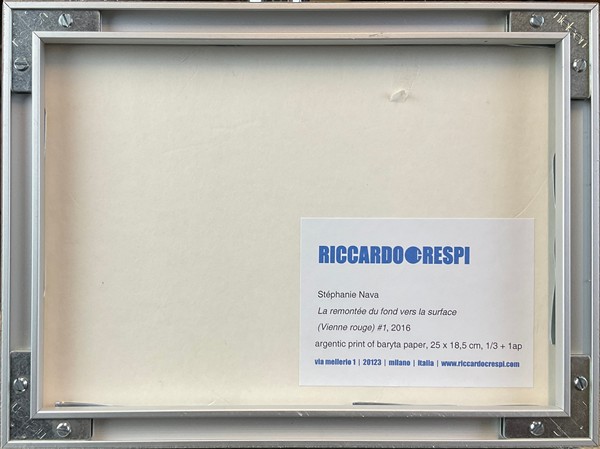 RICCARDOCRESPI
Stéphanie Nava
La remontée du fond vers la surface
(Vienne rouge) #1, 2016
argentic print of baryta paper, 25 x 18,5 cm, 1/3 + 1ap
via mellerio 1 | 20123 | milano | italia | www.riccardocrespi.com